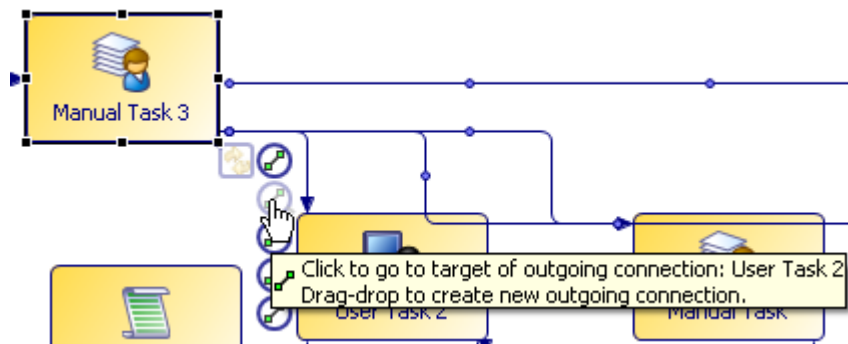 Manual Task 3
Click to go to target of outgoing connection: User Task 2
Drag-drop to create new outgoing connection.
User Task 2
Manual Task